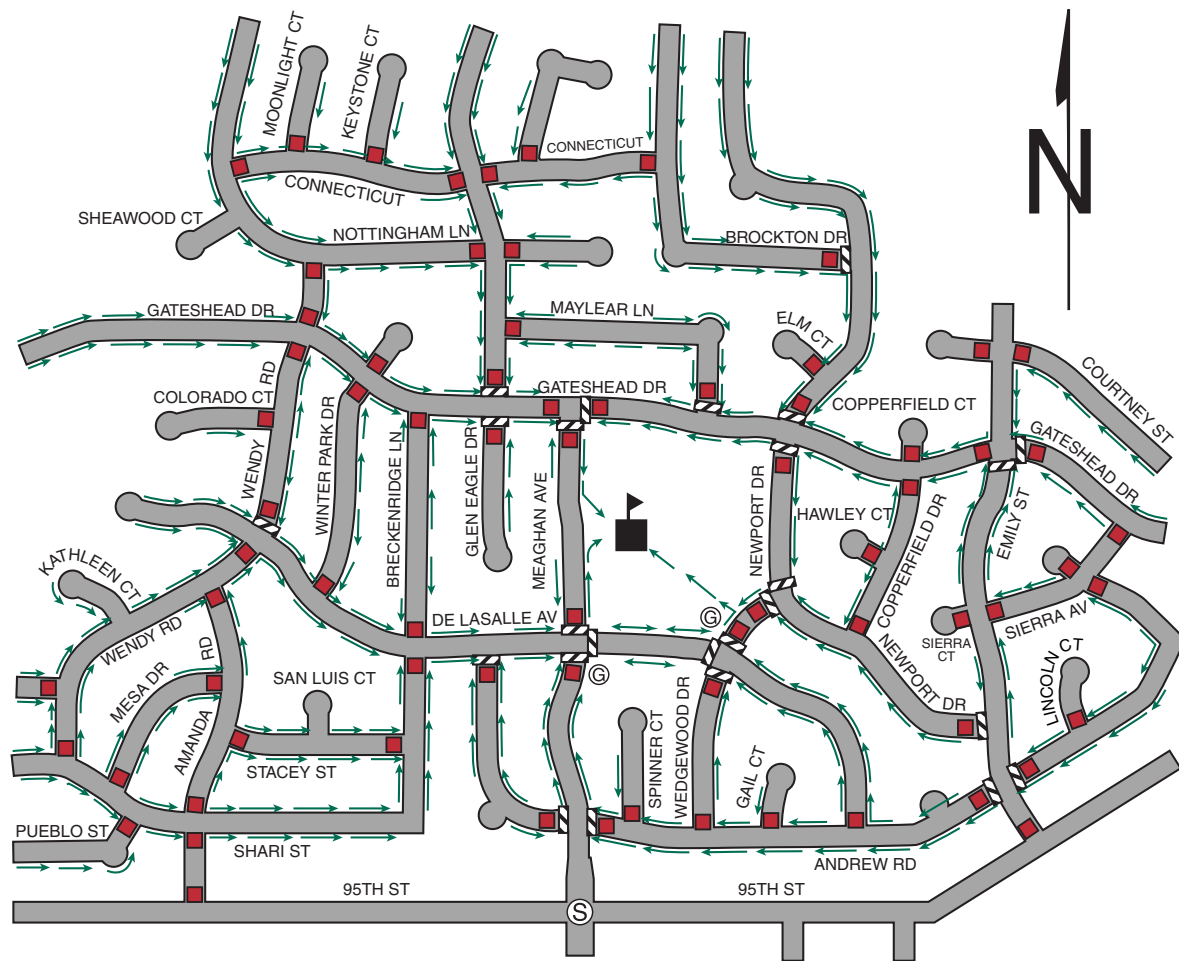 MOONLIGHT CT
KEYSTONE CT
CONNECTICUT
CONNECTICUT
N
SHEAWOOD CT
NOTTINGHAM LN
BROCKTON DR
GATESHEAD DR
MAYLEAR LN
ELM CT
COURTNEY ST
WENDY RD
COLORADO CT
GATESHEAD DR
COPPERFIELD CT
GATESHEAD DR
WINTER PARK DR
BRECKENRIDGE LN
GLEN EAGLE DR
MEAGHAN AVE
NEWPORT DR
HAWLEY CT
COPPERFIELD DR
EMILY ST
KATHLEEN CT
WENDY RD
DE LASALLE AV
G
SIERRA CT
SIERRA AV
MESA DR
AMANDA RD
SAN LUIS CT
G
NEWPORT DR
LINCOLN CT
STACEY ST
SPINNER CT
WEDGEWOOD DR
GAIL CT
PUEBLO ST
SHARI ST
ANDREW RD
95TH ST
95TH ST
S